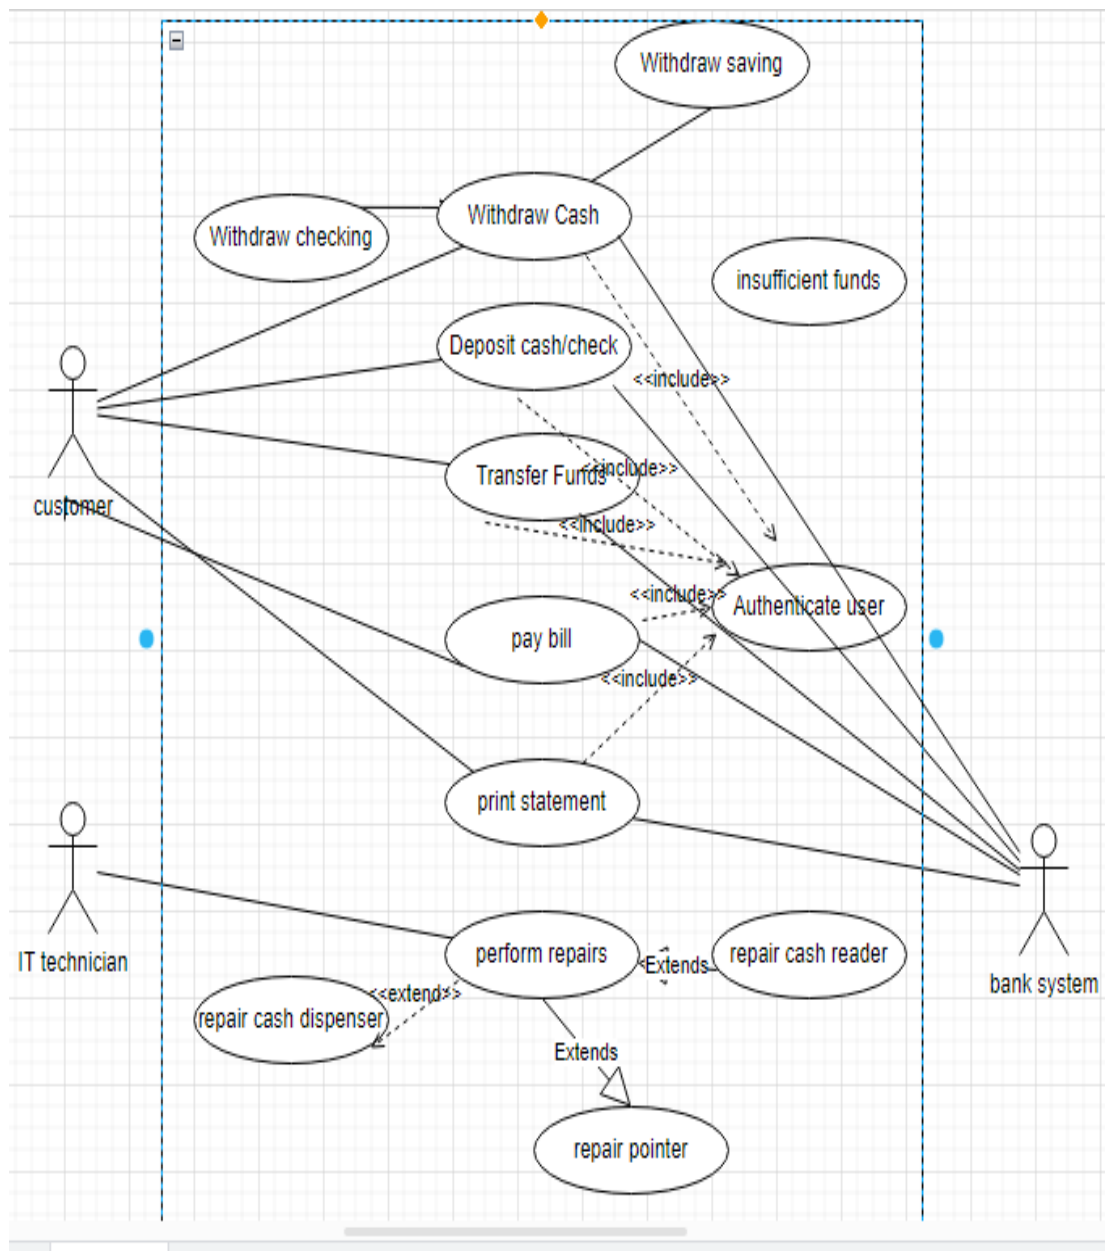 Withdraw saving
Withdraw Cash
Withdraw checking
insufficient funds
Deposit cash/check
<<include>>
<<include>>
Transfer Funds
customer
<<include>>
<<include>>
Authenticate user
pay bill
<<include>>
print statement
perform repairs
<Extends
repair cash reader
IT technician
bank system
<<extend>>
repair cash dispenser
Extends
repair pointer